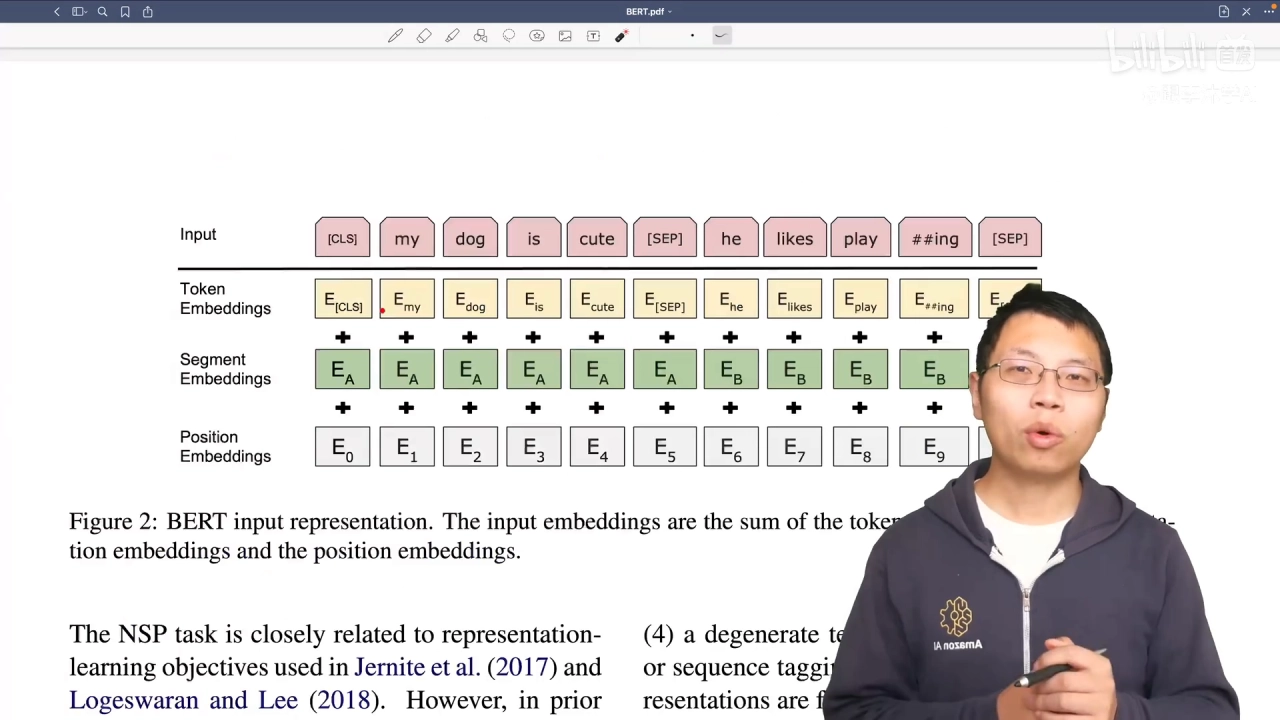 BERT.pdf
bilibili 首发
Input [CLS] my dog is cute [SEP] he likes play ##ing [SEP]
Token Embeddings E[CLS] Emy Edog Eis Ecute E[SEP] Ehe Elikes Eplay E##ing
Segment Embeddings EA EA EA EA EA EA EB EB EB EB
Position Embeddings E0 E1 E2 E3 E4 E5 E6 E7 E8 E9
Figure 2: BERT input representation. The input embeddings are the sum of the
tion embeddings and the position embeddings.
The NSP task is closely related to representation-
learning objectives used in Jernite et al. (2017) and
Logeswaran and Lee (2018). However, in prior
(4) a degenerate
or sequence
resentations are
Amazon AI